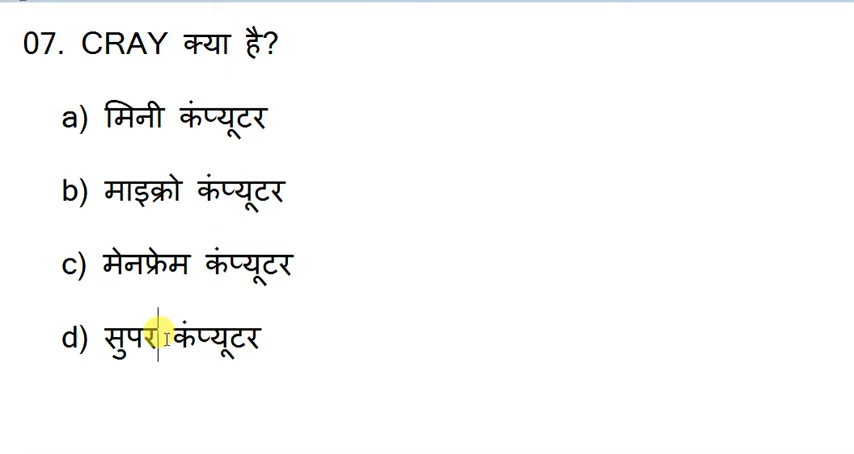 07. CRAY क्या है?
a) मिनी कंप्यूटर
b) माइक्रो कंप्यूटर
c) मेनफ्रेम कंप्यूटर
d) सुपर कंप्यूटर